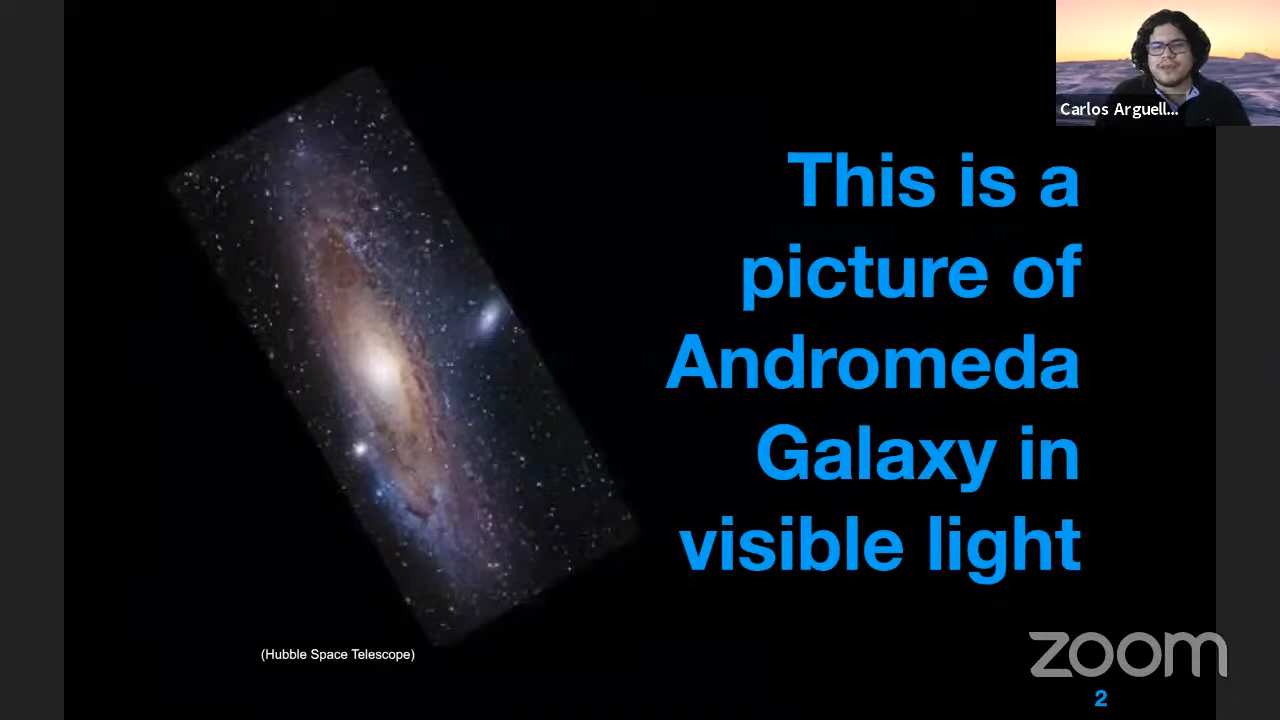 Carlos Arguell...
This is a
picture of
Andromeda
Galaxy in
visible light
(Hubble Space Telescope)
zoom
2